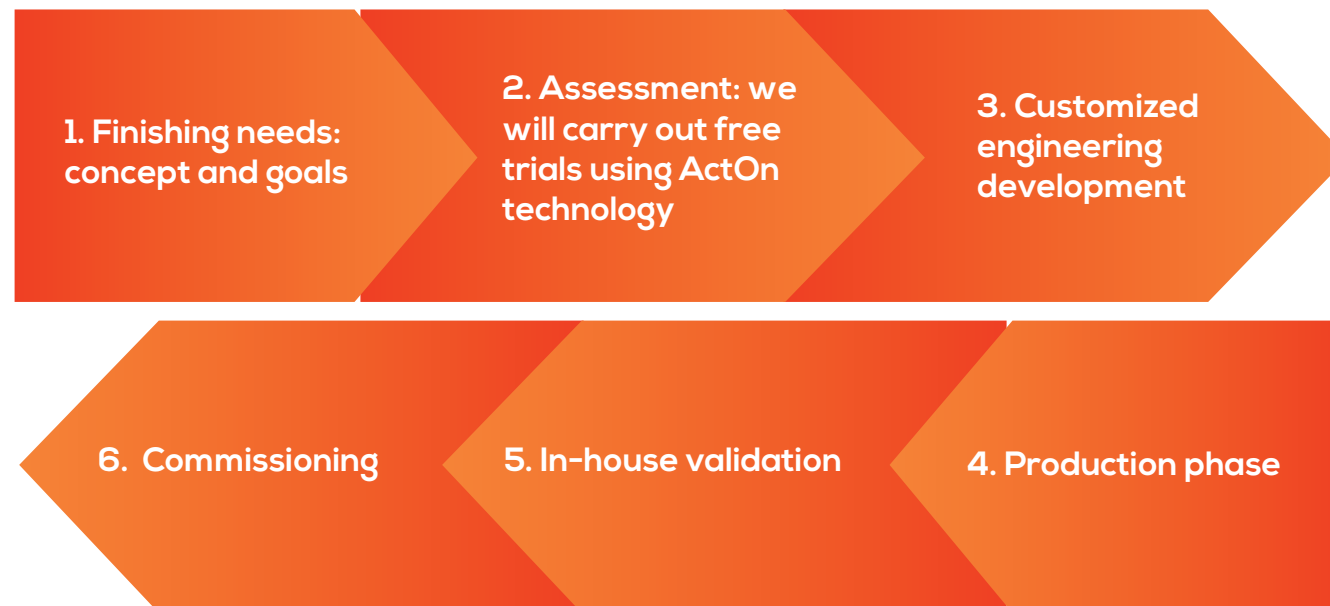 1. Finishing needs:
concept and goals
2. Assessment: we
will carry out free
trials using ActOn
technology
3. Customized
engineering
development
4. Production phase
5. In-house validation
6. Commissioning